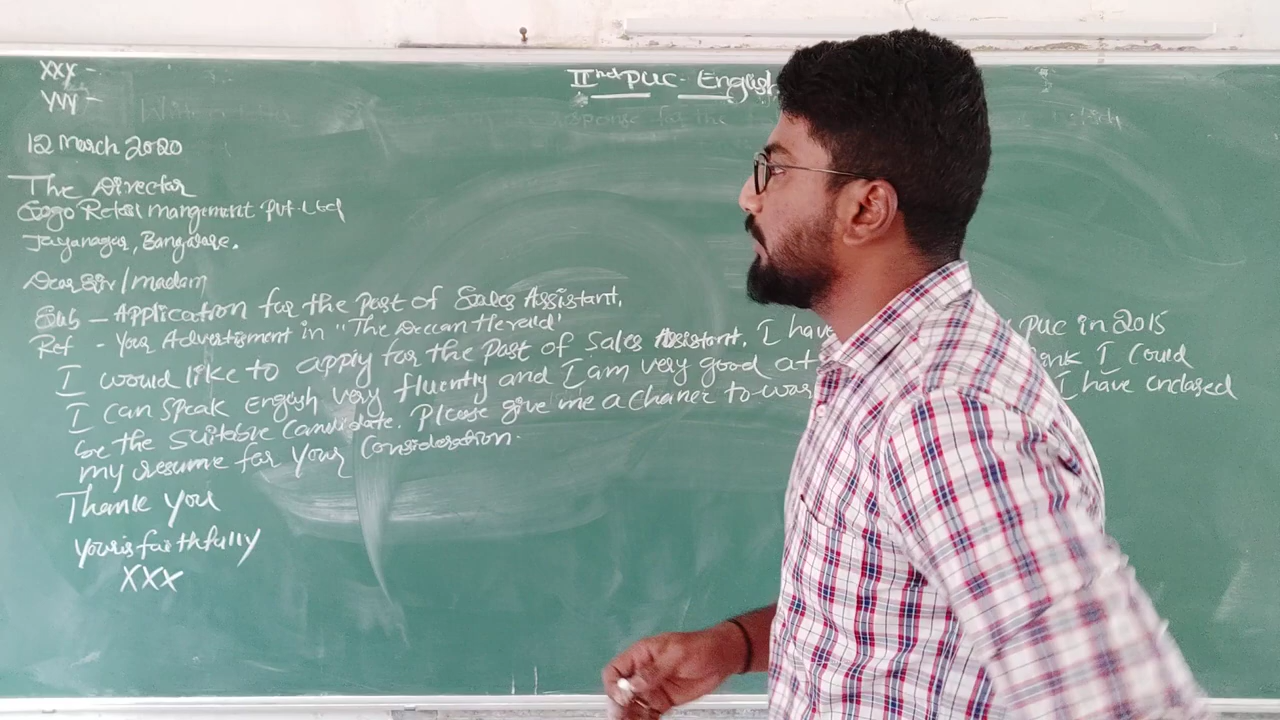 XXX -
YYY -
IInd PUC - English
12 March 2020
The Director
Gogo Retail mangement pvt-Ltd
Jayanagar, Bangalore.
Dear Sir/madam
Sub - Application for the Post of Sales Assistant,
Ref - Your Advertisment in "The Deccan Herald"
I would like to apply for the Post of Sales Assistant. I have PUC in 2015
I can speak English very fluently and I am very good at I Could
be the suitable candidate. Please give me a chance to I have enclosed
my resume for your Consideration.
Thank you
Your's faithfully
XXX